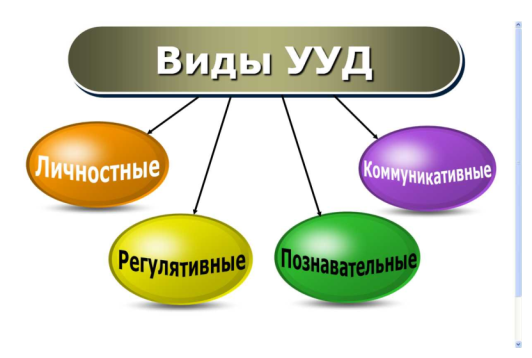 Виды УУД
Личностные
Коммуникативные
Регулятивные
Познавательные